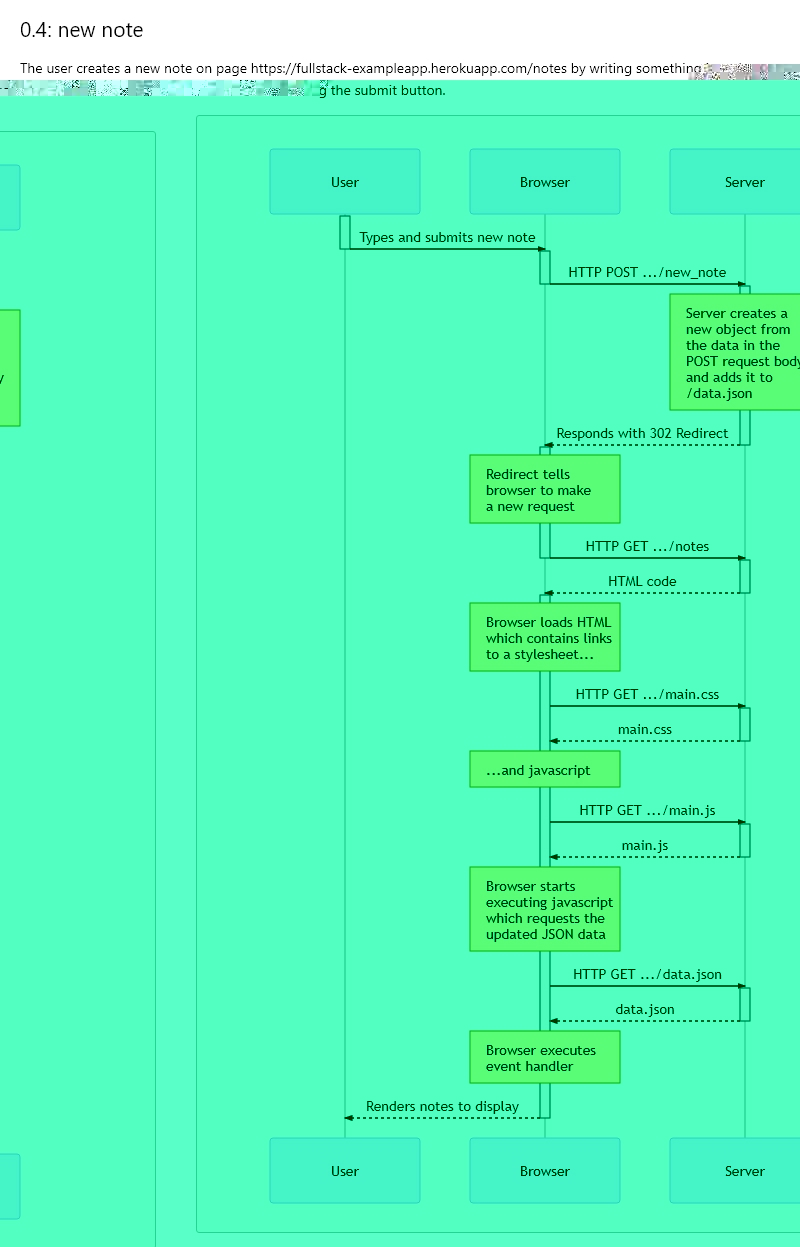 0.4: new note
The user creates a new note on page https://fullstack-exampleapp.herokuapp.com/notes by writing something
g the submit button.
User
Browser
Server
Types and submits new note
HTTP POST .../new_note
Server creates a
new object from
the data in the
POST request body
and adds it to
/data.json
y
Responds with 302 Redirect
Redirect tells
browser to make
a new request
HTTP GET .../notes
HTML code
Browser loads HTML
which contains links
to a stylesheet...
HTTP GET .../main.css
main.css
...and javascript
HTTP GET .../main.js
main.js
Browser starts
executing javascript
which requests the
updated JSON data
HTTP GET .../data.json
data.json
Browser executes
event handler
Renders notes to display
User
Browser
Server